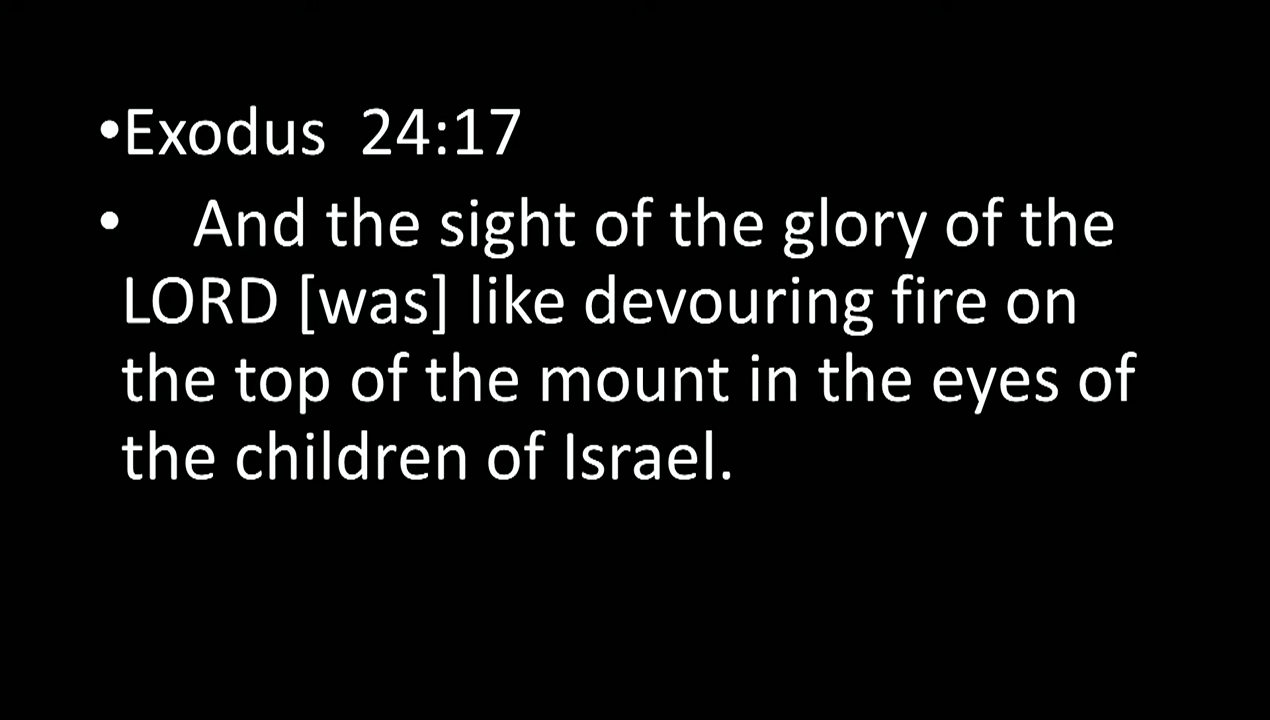 •Exodus  24:17
•    And the sight of the glory of the
LORD [was] like devouring fire on
the top of the mount in the eyes of
the children of Israel.